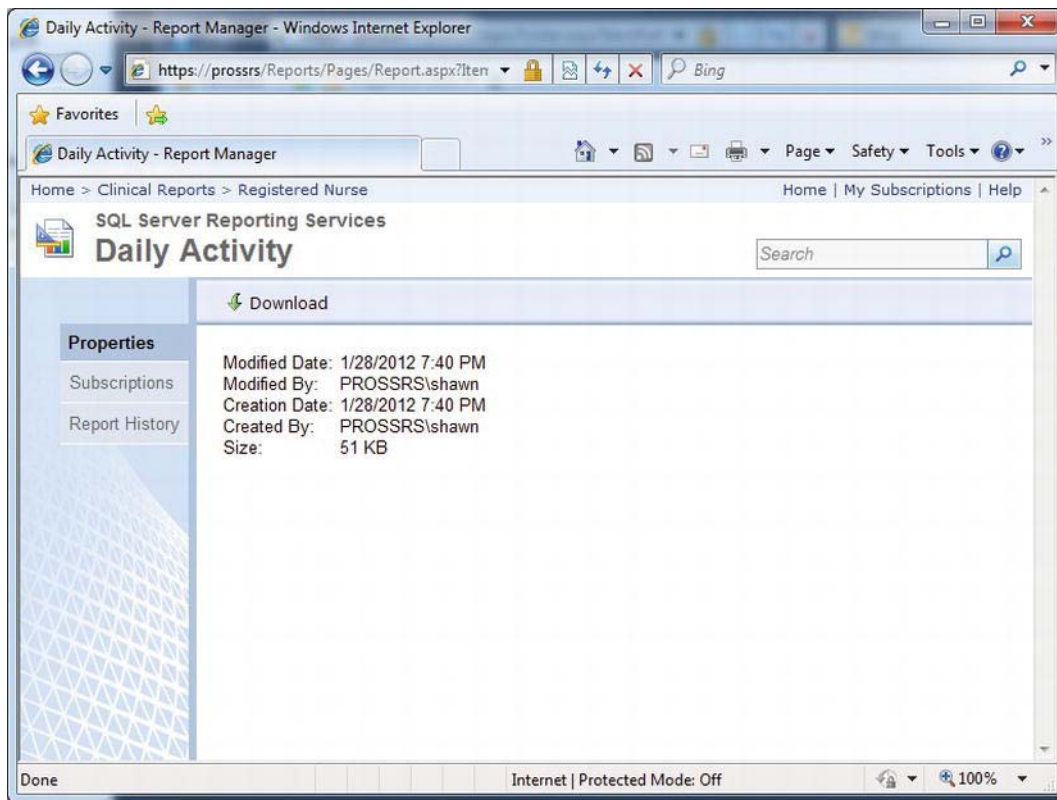 Daily Activity - Report Manager - Windows Internet Explorer
https://prossrs/Reports/Pages/Report.aspx?Iten
Bing
Favorites
Daily Activity - Report Manager
Page Safety Tools »
Home > Clinical Reports > Registered Nurse
Home | My Subscriptions | Help
SQL Server Reporting Services
Daily Activity
Search
Download
Properties
Subscriptions
Report History
Modified Date: 1/28/2012 7:40 PM
Modified By: PROSSRS\shawn
Creation Date: 1/28/2012 7:40 PM
Created By: PROSSRS\shawn
Size: 51 KB
Done
Internet | Protected Mode: Off
100%